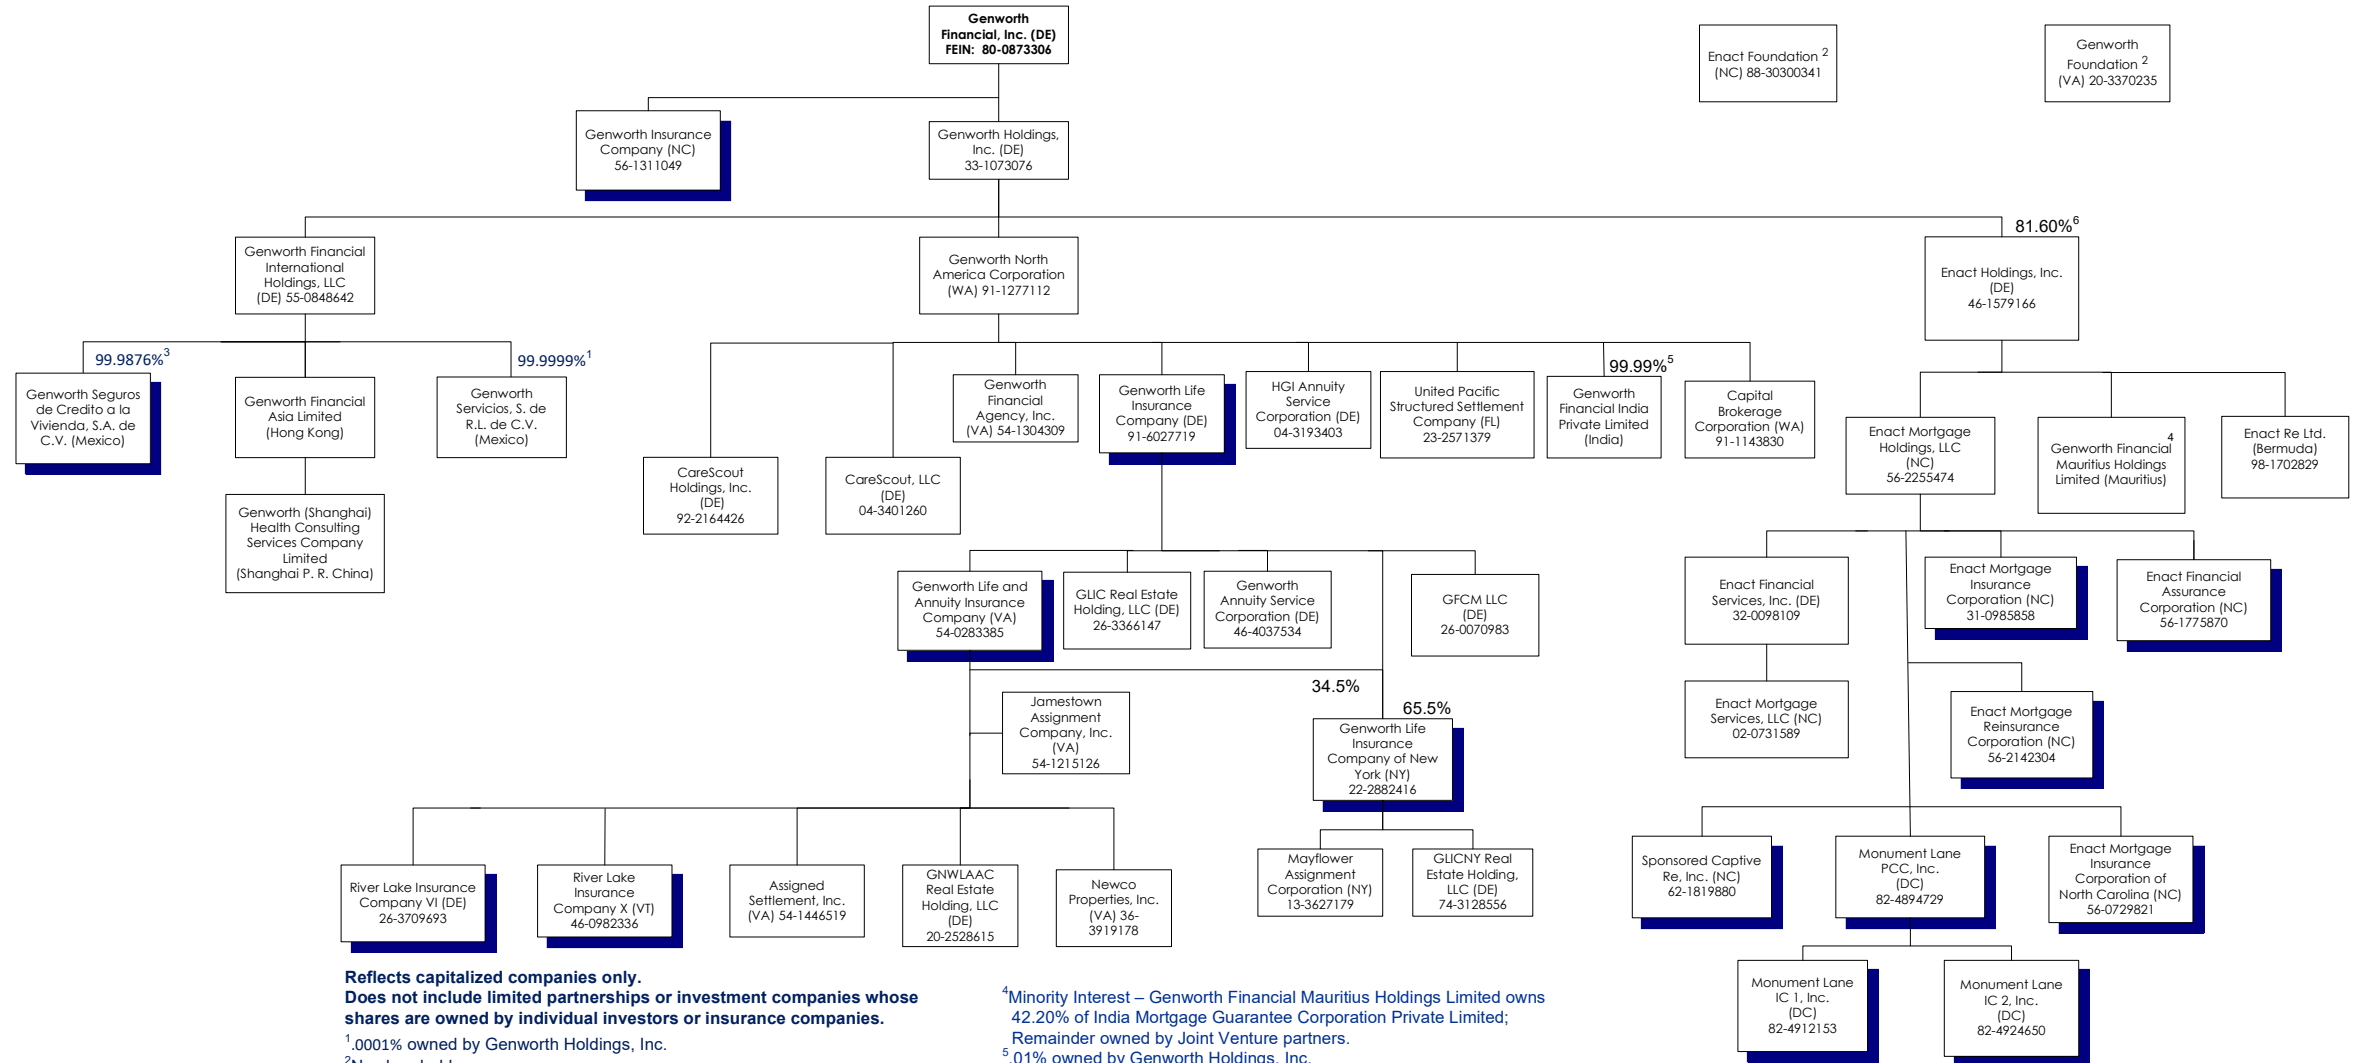 Genworth
Financial, Inc. (DE)
FEIN:  80-0873306
Enact Foundation 2
(NC) 88-30300341
Genworth
Foundation 2
(VA) 20-3370235
Genworth Insurance
Company (NC)
56-1311049
Genworth Holdings,
Inc. (DE)
33-1073076
81.60%6
Genworth Financial
International
Holdings, LLC
(DE) 55-0848642
Genworth North
America Corporation
(WA) 91-1277112
Enact Holdings, Inc.
(DE)
46-1579166
99.9876%3
99.9999%1
99.99%5
Genworth Seguros
de Credito a la
Vivienda, S.A. de
C.V. (Mexico)
Genworth Financial
Asia Limited
(Hong Kong)
Genworth
Servicios, S. de
R.L. de C.V.
(Mexico)
Genworth
Financial
Agency, Inc.
(VA) 54-1304309
Genworth Life
Insurance
Company (DE)
91-6027719
HGI Annuity
Service
Corporation (DE)
04-3193403
United Pacific
Structured Settlement
Company (FL)
23-2571379
Genworth
Financial India
Private Limited
(India)
Capital
Brokerage
Corporation (WA)
91-1143830
Enact Mortgage
Holdings, LLC
(NC)
56-2255474
4
Genworth Financial
Mauritius Holdings
Limited (Mauritius)
Enact Re Ltd.
(Bermuda)
98-1702829
CareScout
Holdings, Inc.
(DE)
92-2164426
CareScout, LLC
(DE)
04-3401260
Genworth (Shanghai)
Health Consulting
Services Company
Limited
(Shanghai P. R. China)
Genworth Life and
Annuity Insurance
Company (VA)
54-0283385
GLIC Real Estate
Holding, LLC (DE)
26-3366147
Genworth
Annuity Service
Corporation (DE)
46-4037534
GFCM LLC
(DE)
26-0070983
Enact Financial
Services, Inc. (DE)
32-0098109
Enact Mortgage
Insurance
Corporation (NC)
31-0985858
Enact Financial
Assurance
Corporation (NC)
56-1775870
34.5%
65.5%
Jamestown
Assignment
Company, Inc.
(VA)
54-1215126
Genworth Life
Insurance
Company of New
York (NY)
22-2882416
Enact Mortgage
Services, LLC (NC)
02-0731589
Enact Mortgage
Reinsurance
Corporation (NC)
56-2142304
River Lake Insurance
Company VI (DE)
26-3709693
River Lake
Insurance
Company X (VT)
46-0982336
Assigned
Settlement, Inc.
(VA) 54-1446519
GNWLAAC
Real Estate
Holding, LLC
(DE)
20-2528615
Newco
Properties, Inc.
(VA) 36-
3919178
Mayflower
Assignment
Corporation (NY)
13-3627179
GLICNY Real
Estate Holding,
LLC (DE)
74-3128556
Sponsored Captive
Re, Inc. (NC)
62-1819880
Monument Lane
PCC, Inc.
(DC)
82-4894729
Enact Mortgage
Insurance
Corporation of
North Carolina (NC)
56-0729821
Monument Lane
IC 1, Inc.
(DC)
82-4912153
Monument Lane
IC 2, Inc.
(DC)
82-4924650
Reflects capitalized companies only.
Does not include limited partnerships or investment companies whose
shares are owned by individual investors or insurance companies.
1.0001% owned by Genworth Holdings, Inc.
4Minority Interest – Genworth Financial Mauritius Holdings Limited owns
42.20% of India Mortgage Guarantee Corporation Private Limited;
Remainder owned by Joint Venture partners.
5.01% owned by Genworth Holdings, Inc.